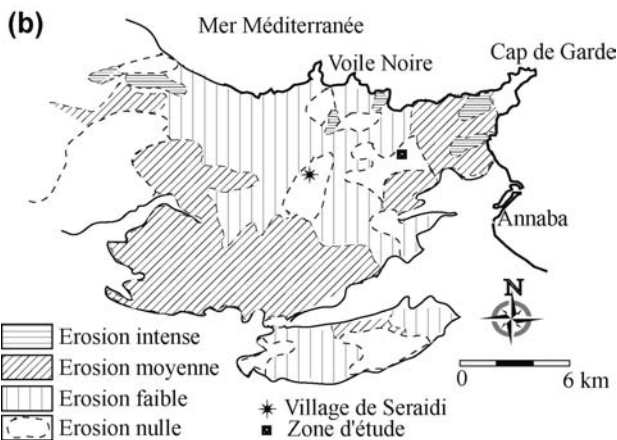 (b)
Mer Méditerranée
Voile Noire
Cap de Garde
Annaba
N
Erosion intense
Erosion moyenne
Erosion faible
Erosion nulle
Village de Seraidi
Zone d'étude
0 6 km